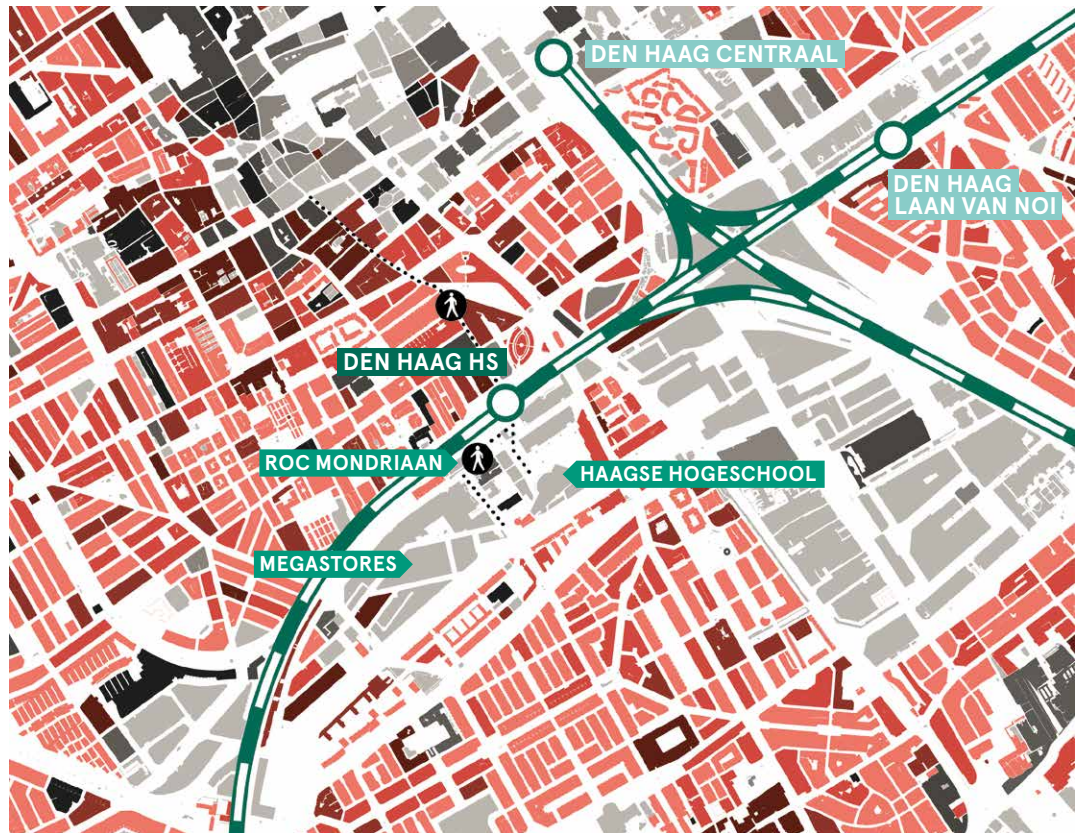 DEN HAAG CENTRAAL
DEN HAAG
LAAN VAN NOI
DEN HAAG HS
ROC MONDRIAAN
HAAGSE HOGESCHOOL
MEGASTORES